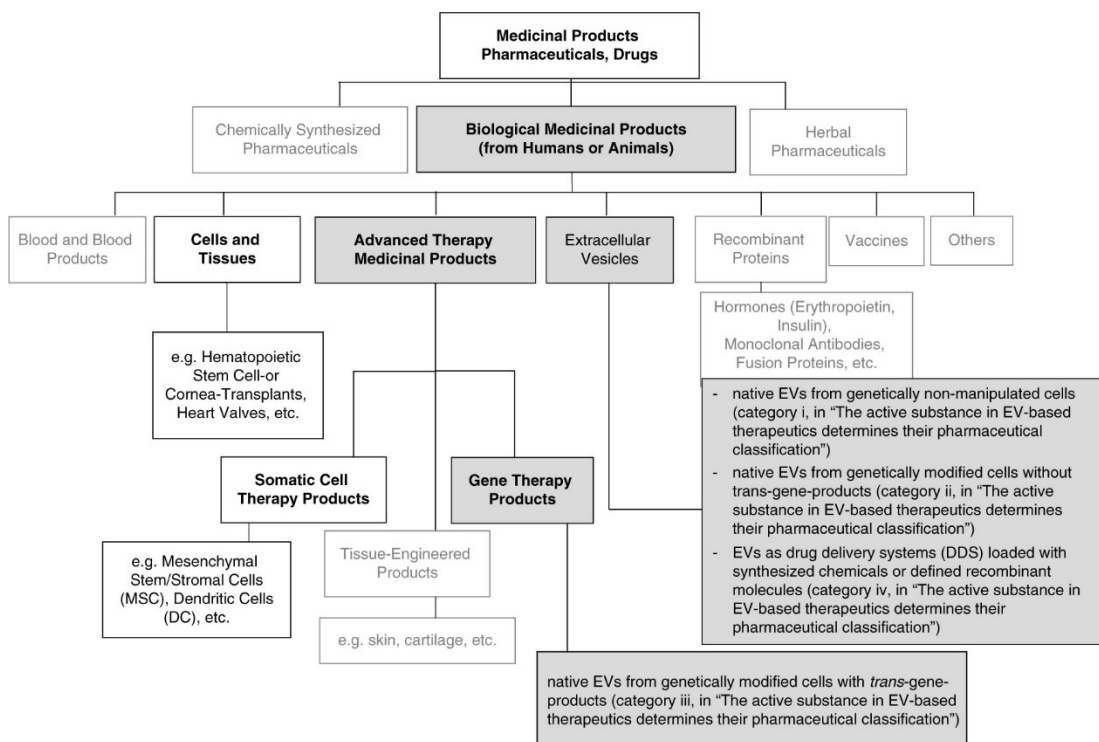 Medicinal Products
Pharmaceuticals, Drugs
Chemically Synthesized
Pharmaceuticals
Biological Medicinal Products
(from Humans or Animals)
Herbal
Pharmaceuticals
Blood and Blood
Products
Cells and
Tissues
Advanced Therapy
Medicinal Products
Extracellular
Vesicles
Recombinant
Proteins
Vaccines
Others
Hormones (Erythropoietin,
Insulin),
Monoclonal Antibodies,
Fusion Proteins, etc.
e.g. Hematopoietic
Stem Cell-or
Cornea-Transplants,
Heart Valves, etc.
- native EVs from genetically non-manipulated cells
(category i, in “The active substance in EV-based
therapeutics determines their pharmaceutical
classification”)
- native EVs from genetically modified cells without
trans-gene-products (category ii, in “The active
substance in EV-based therapeutics determines
their pharmaceutical classification”)
- EVs as drug delivery systems (DDS) loaded with
synthesized chemicals or defined recombinant
molecules (category iv, in “The active substance in
EV-based therapeutics determines their
pharmaceutical classification”)
Somatic Cell
Therapy Products
Gene Therapy
Products
e.g. Mesenchymal
Stem/Stromal Cells
(MSC), Dendritic Cells
(DC), etc.
Tissue-Engineered
Products
e.g. skin, cartilage, etc.
native EVs from genetically modified cells with trans-gene-
products (category iii, in “The active substance in EV-based
therapeutics determines their pharmaceutical classification”)